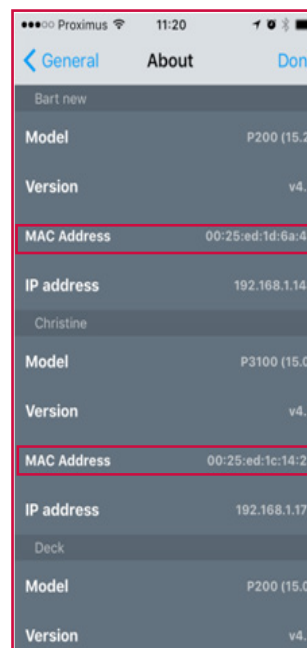 Proximus 11:20
General About Don
Bart new
Model P200 (15.2
Version v4.
MAC Address 00:25:ed:1d:6a:4
IP address 192.168.1.14
Christine
Model P3100 (15.0
Version v4.
MAC Address 00:25:ed:1c:14:2
IP address 192.168.1.17
Deck
Model P200 (15.0
Version v4.